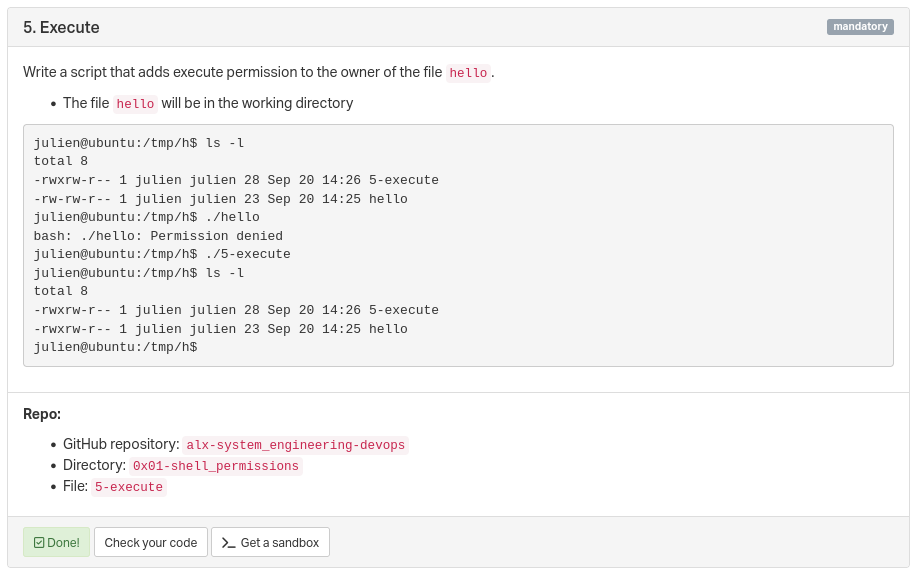 5. Execute
mandatory
Write a script that adds execute permission to the owner of the file hello.
• The file hello will be in the working directory
julien@ubuntu:/tmp/h$ ls -l
total 8
-rwxrw-r-- 1 julien julien 28 Sep 20 14:26 5-execute
-rw-rw-r-- 1 julien julien 23 Sep 20 14:25 hello
julien@ubuntu:/tmp/h$ ./hello
bash: ./hello: Permission denied
julien@ubuntu:/tmp/h$ ./5-execute
julien@ubuntu:/tmp/h$ ls -l
total 8
-rwxrw-r-- 1 julien julien 28 Sep 20 14:26 5-execute
-rwxrw-r-- 1 julien julien 23 Sep 20 14:25 hello
julien@ubuntu:/tmp/h$
Repo:
• GitHub repository: alx-system_engineering-devops
• Directory: 0x01-shell_permissions
• File: 5-execute
Done! Check your code >_ Get a sandbox